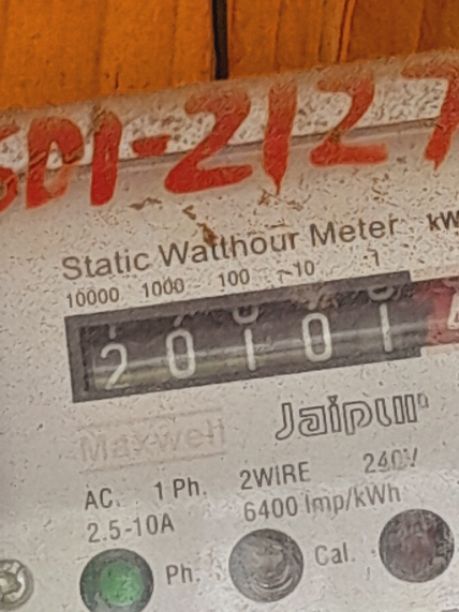 SD1-2127
Static Watthour Meter kW
10000 1000 100 10 1
20101
Maxwell
Jaipur
AC. 1 Ph. 2WIRE 240V
2.5-10A 6400 Imp/kWh
Ph. Cal.